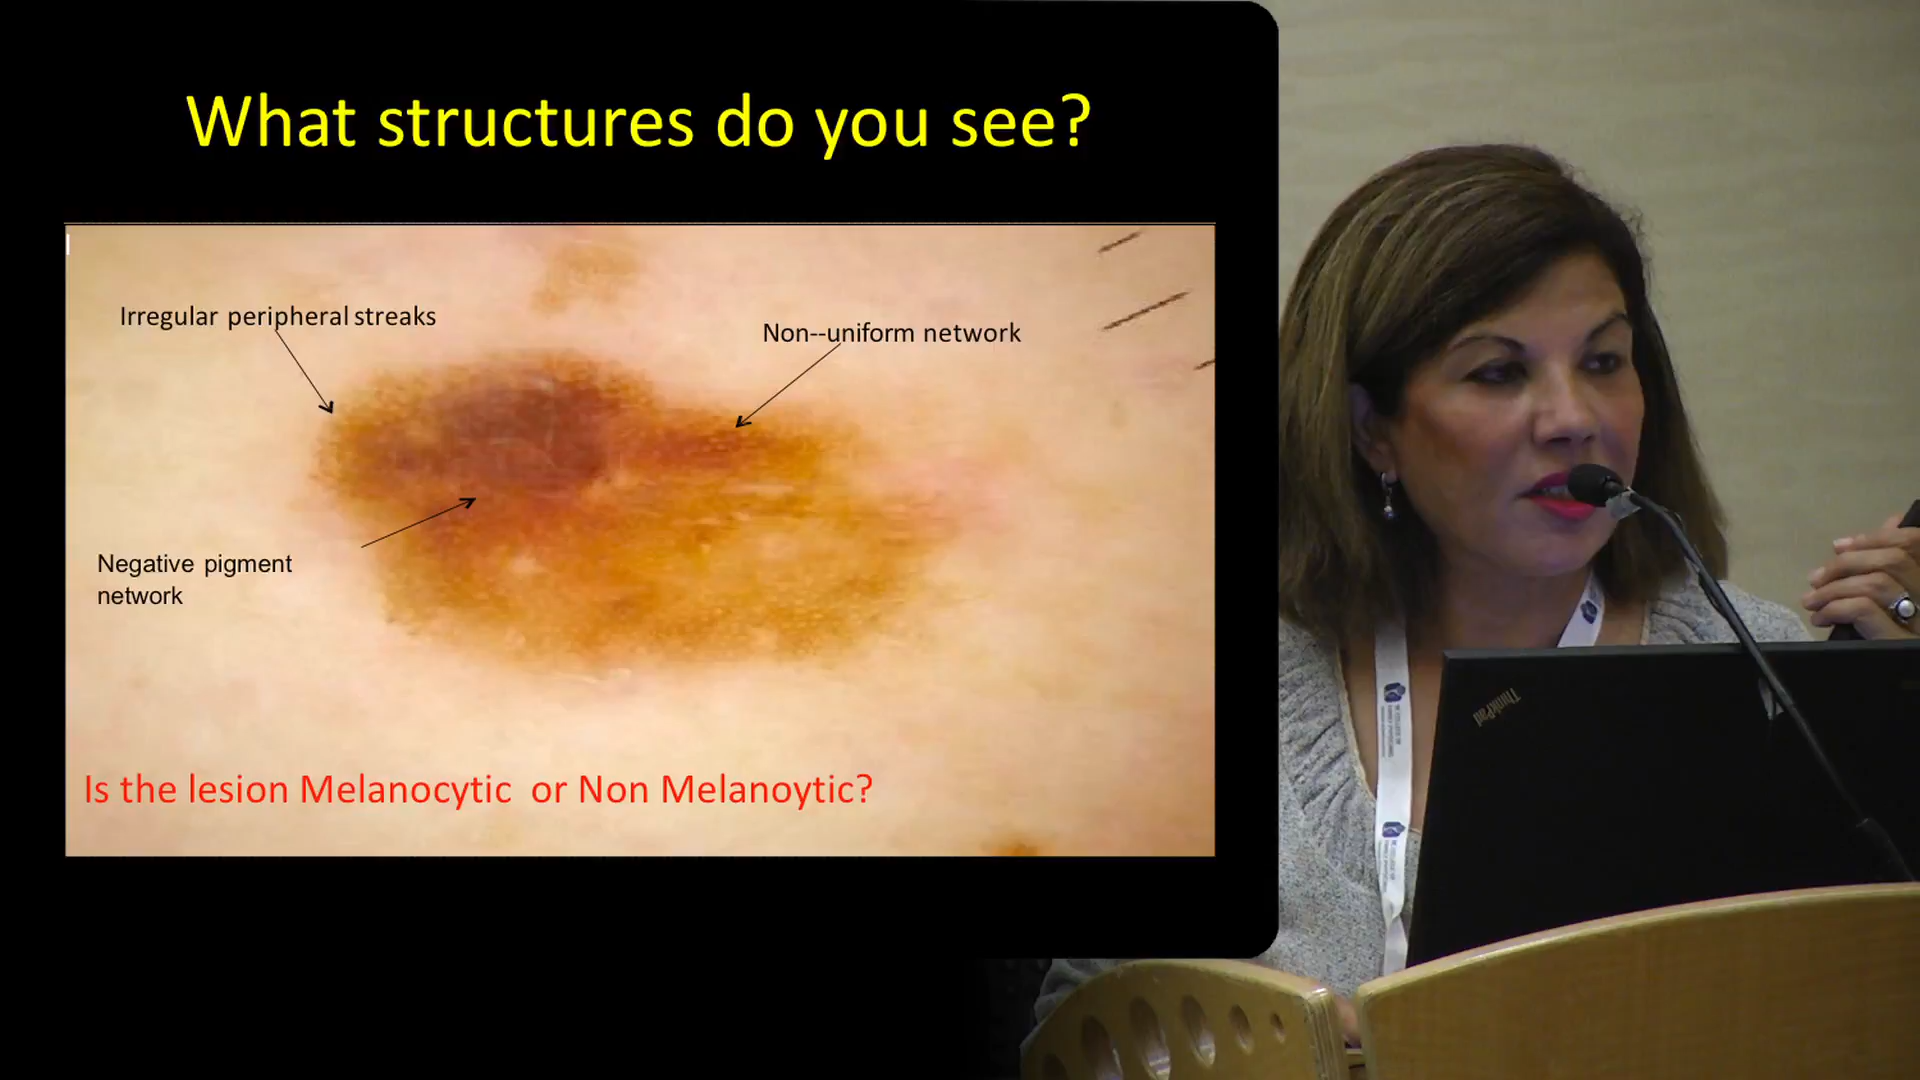 What structures do you see?
Irregular peripheral streaks
Non--uniform network
Negative pigment
network
Is the lesion Melanocytic or Non Melanoytic?
ThinkPad